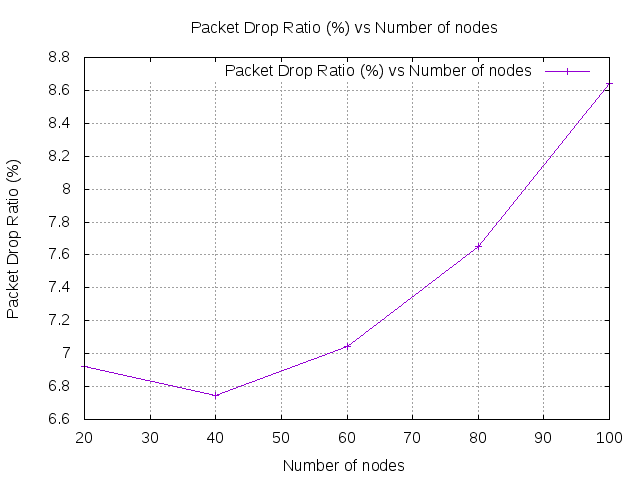 Packet Drop Ratio (%) vs Number of nodes
Packet Drop Ratio (%) vs Number of nodes
8.8
8.6
8.4
8.2
8
7.8
7.6
7.4
7.2
7
6.8
6.6
Packet Drop Ratio (%)
20 30 40 50 60 70 80 90 100
Number of nodes